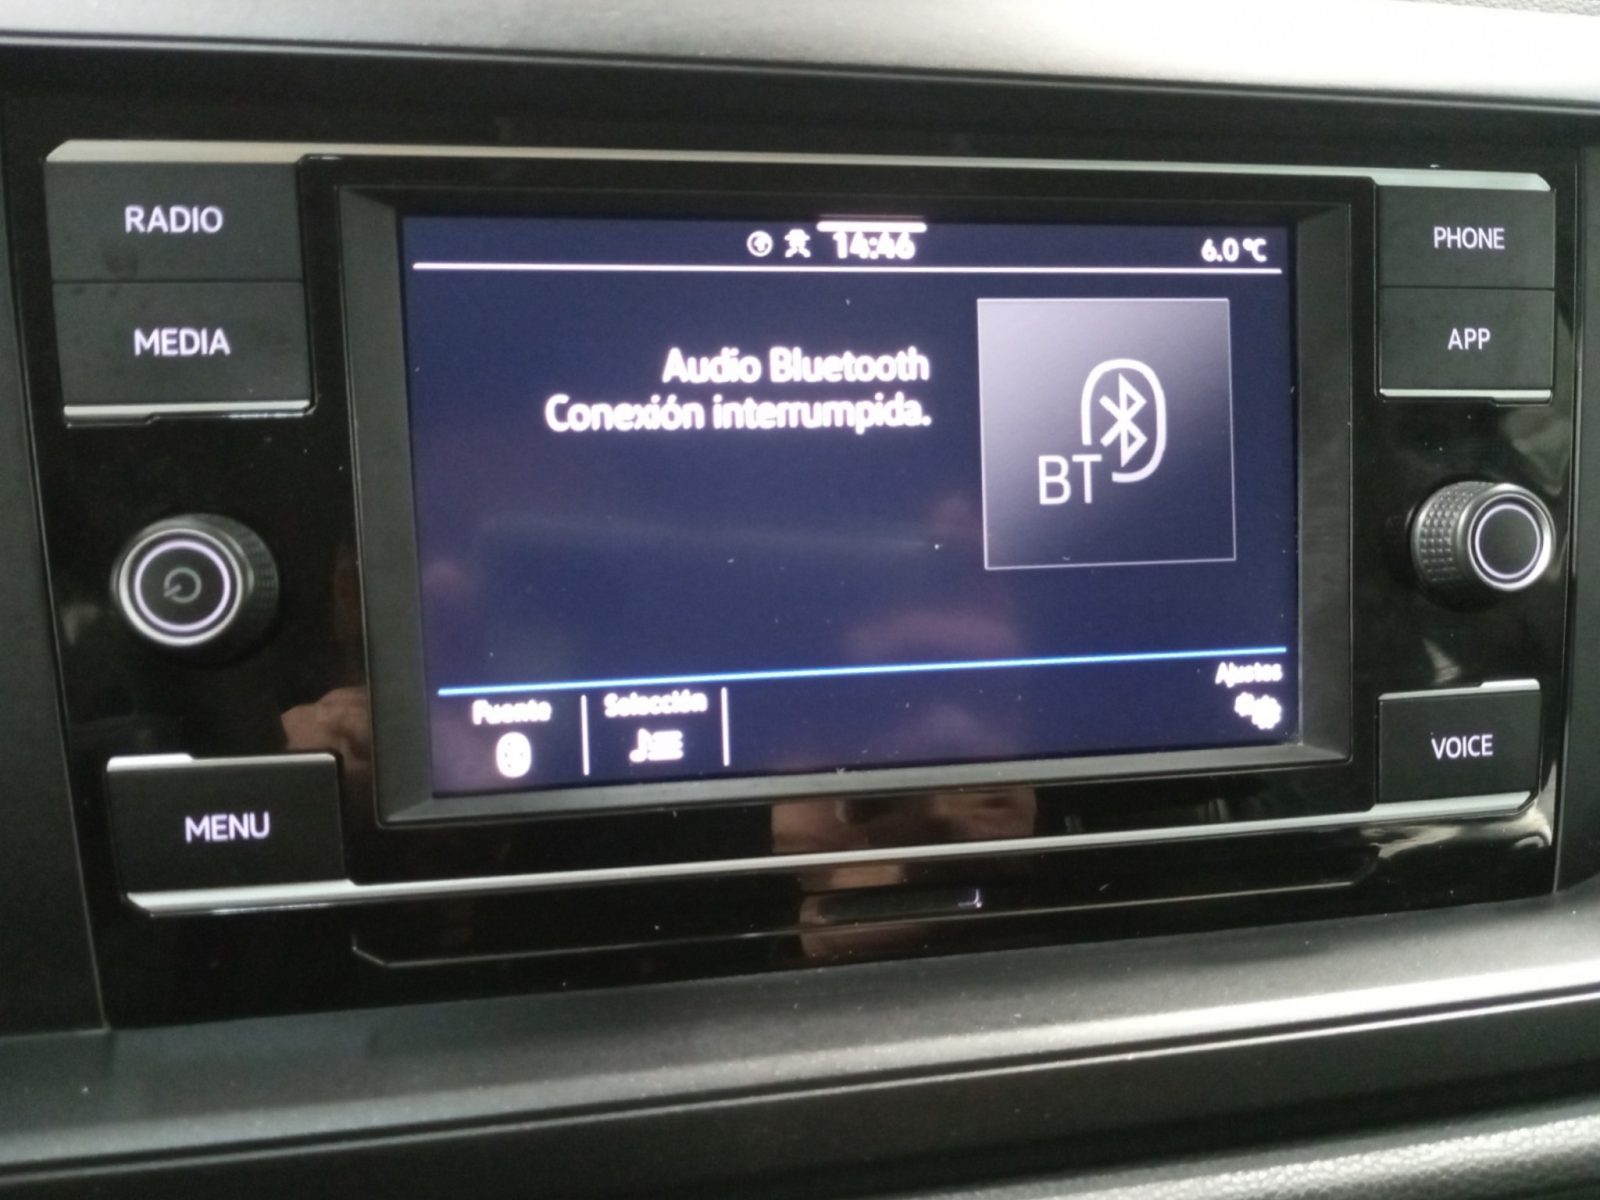 RADIO
MEDIA
14:46
6.0 °C
PHONE
APP
Audio Bluetooth
Conexión interrumpida.
BT
Fuente
Selección
Ajustes
MENU
VOICE